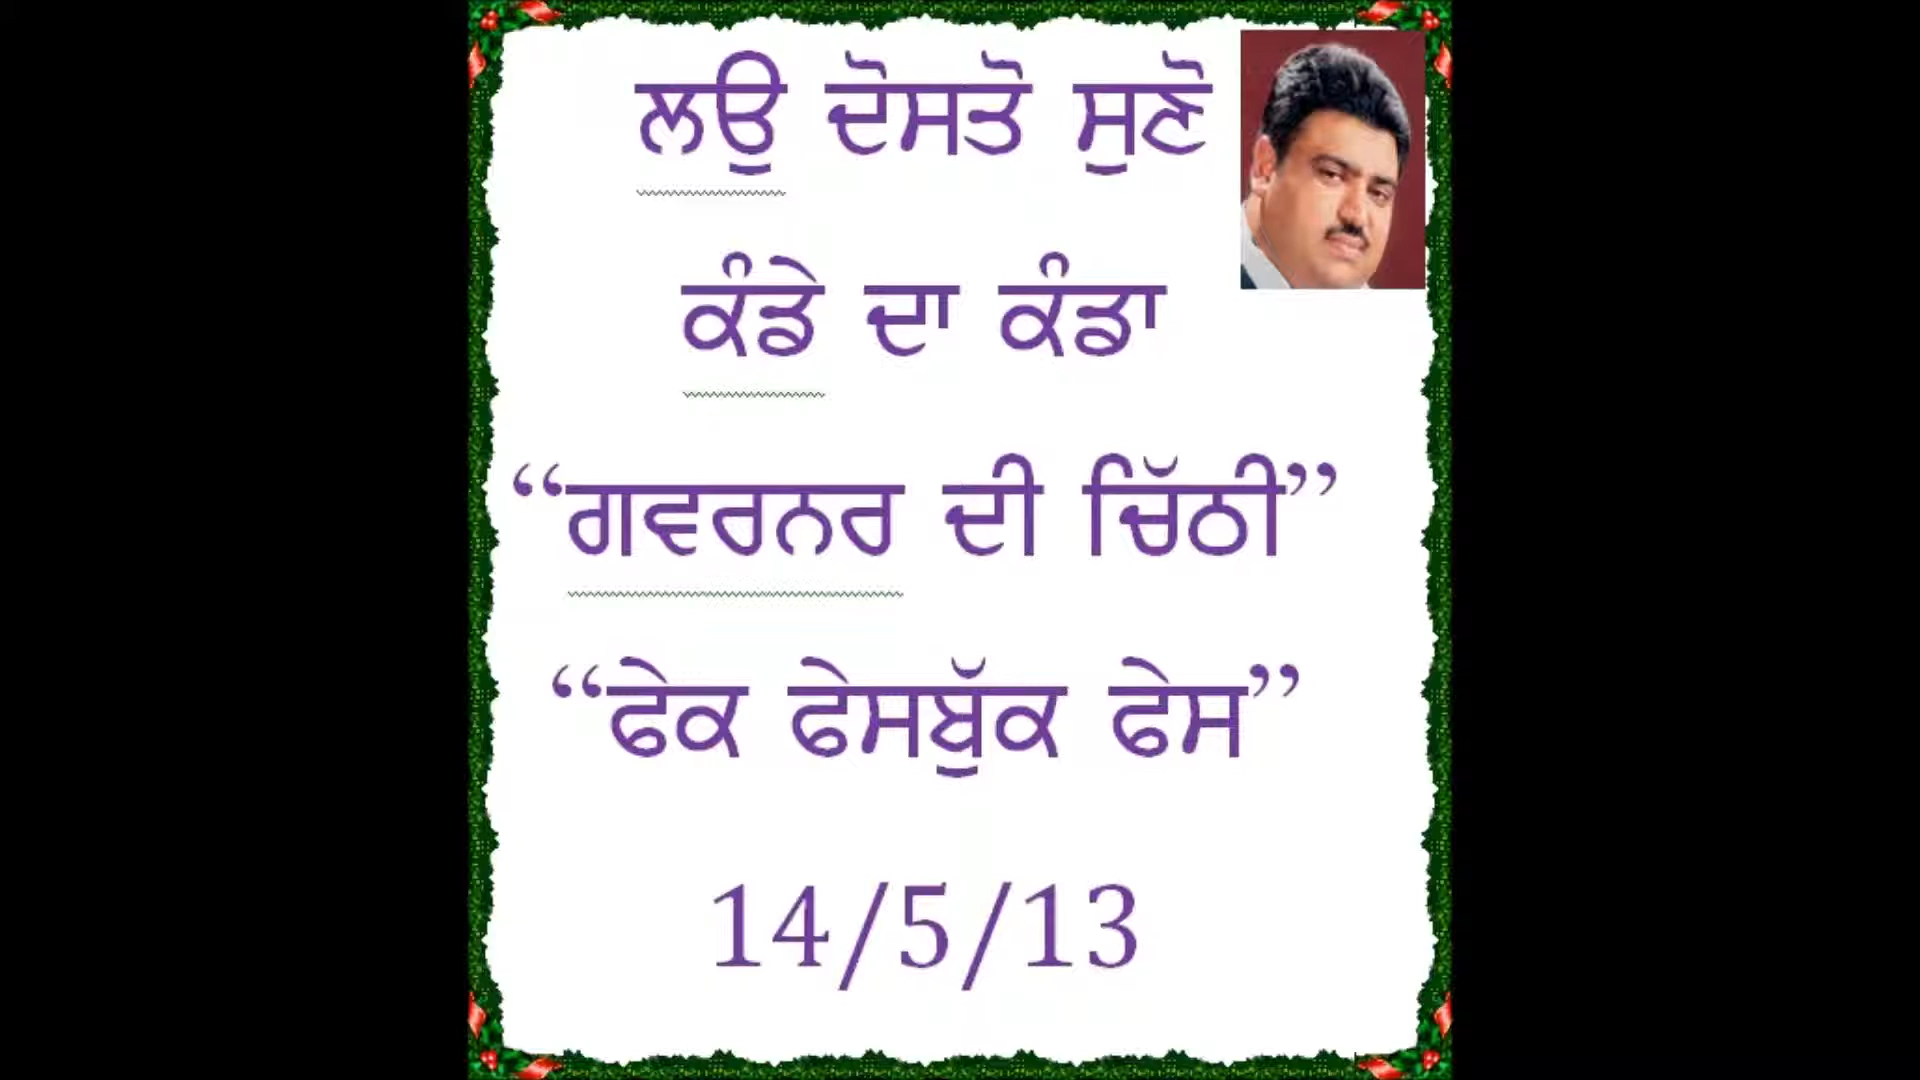 ਲਉ ਦੋਸਤੋ ਸੁਣੋ
ਕੰਡੇ ਦਾ ਕੰਡਾ
“ਗਵਰਨਰ ਦੀ ਚਿੱਠੀ”
“ਫੇਕ ਫੇਸਬੁੱਕ ਫੇਸ”
14/5/13